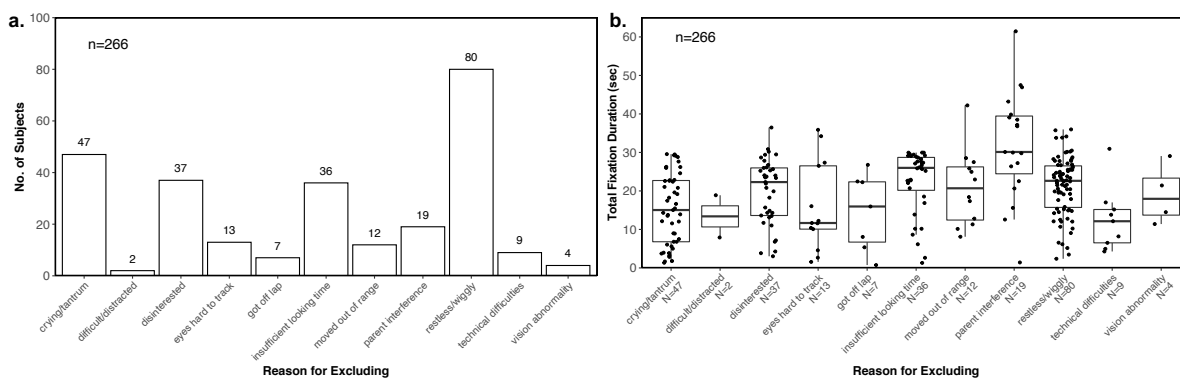 a.
n=266
No. of Subjects
100
80
60
40
20
0
47
2
37
13
7
36
12
19
80
9
4
crying/tantrum
difficult/distracted
disinterested
eyes hard to track
got off lap
insufficient looking time
moved out of range
parent interference
restless/wiggly
technical difficulties
vision abnormality
Reason for Excluding
b.
n=266
Total Fixation Duration (sec)
60
50
40
30
20
10
0
crying/tantrum
N=47
difficult/distracted
N=2
disinterested
N=37
eyes hard to track
N=13
got off lap
N=7
insufficient looking time
N=36
moved out of range
N=12
parent interference
N=19
restless/wiggly
N=80
technical difficulties
N=9
vision abnormality
N=4
Reason for Excluding